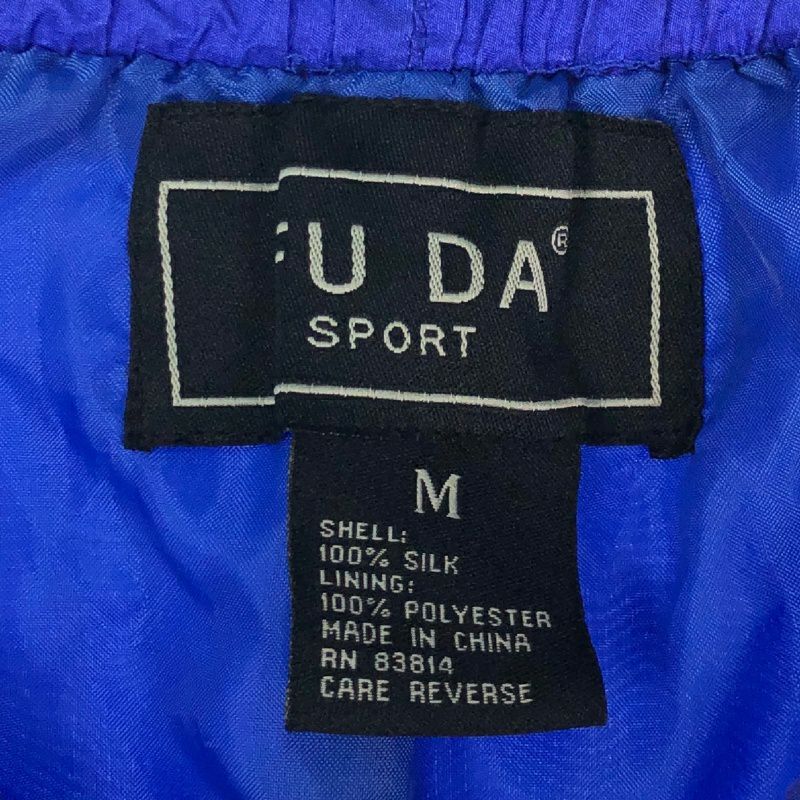 FU DA®
SPORT
M
SHELL:
100% SILK
LINING:
100% POLYESTER
MADE IN CHINA
RN 83814
CARE REVERSE